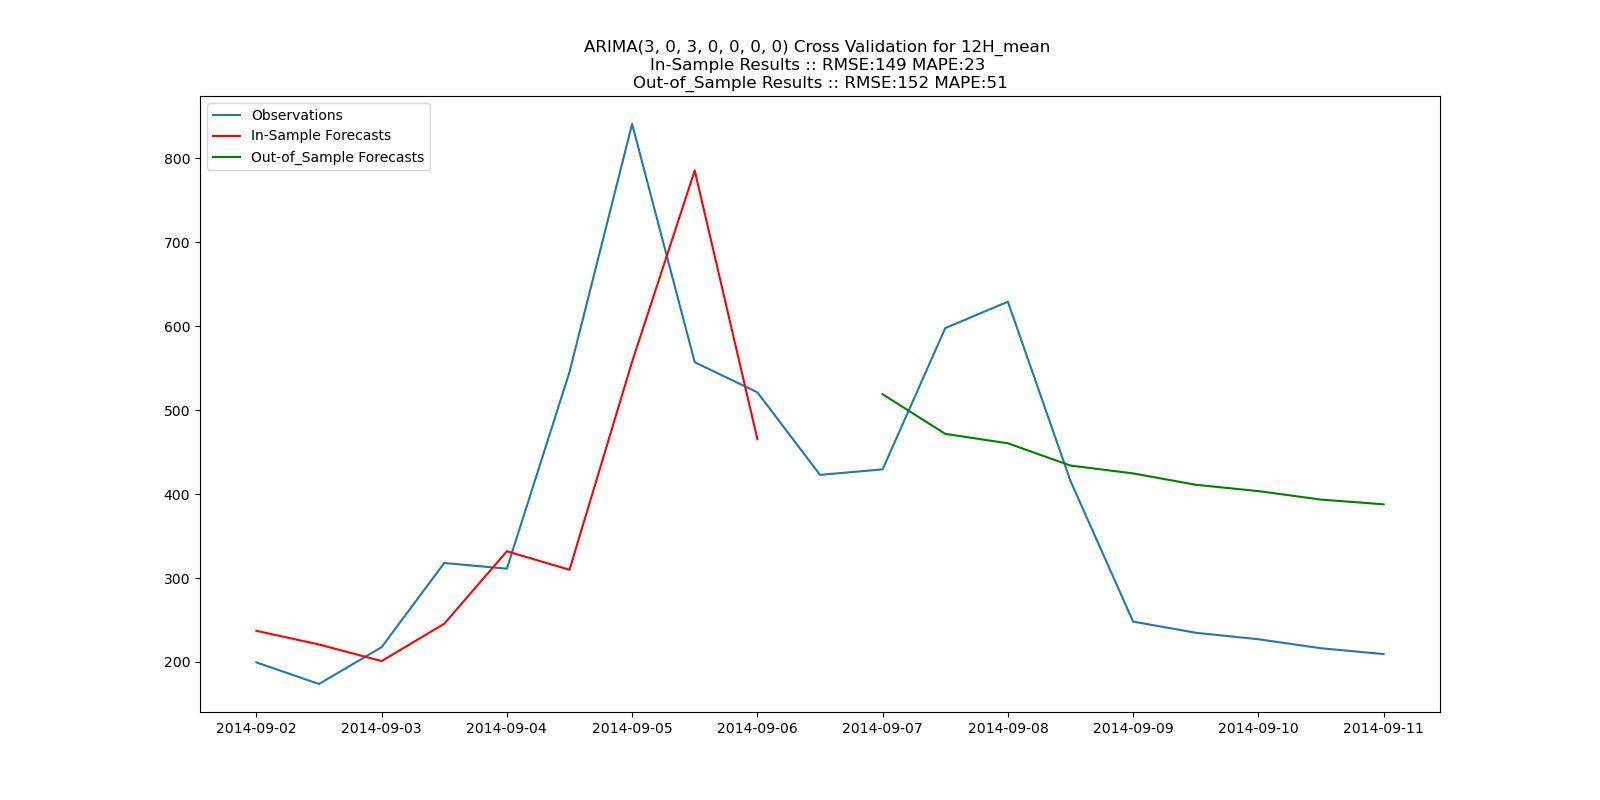 ARIMA(3, 0, 3, 0, 0, 0, 0) Cross Validation for 12H_mean
In-Sample Results :: RMSE:149 MAPE:23
Out-of_Sample Results :: RMSE:152 MAPE:51
Observations
In-Sample Forecasts
Out-of_Sample Forecasts
800
700
600
500
400
300
200
2014-09-02 2014-09-03 2014-09-04 2014-09-05 2014-09-06 2014-09-07 2014-09-08 2014-09-09 2014-09-10 2014-09-11